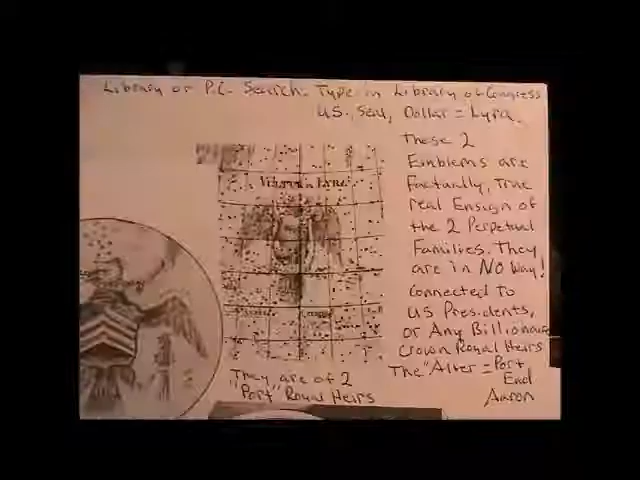 Library or P.C. Search. Type in Library of Congress
U.S. Seal, Dollar = Lyra.
These 2
Emblems are
Factually, True
real Ensign of
the 2 Perpetual
Families. They
are in NO Way!
Connected to
US Presidents,
or Any Billionaire
Crown Royal Heirs
The "Alter = Port
End
Aaron
They are of 2
"Port" Royal Heirs